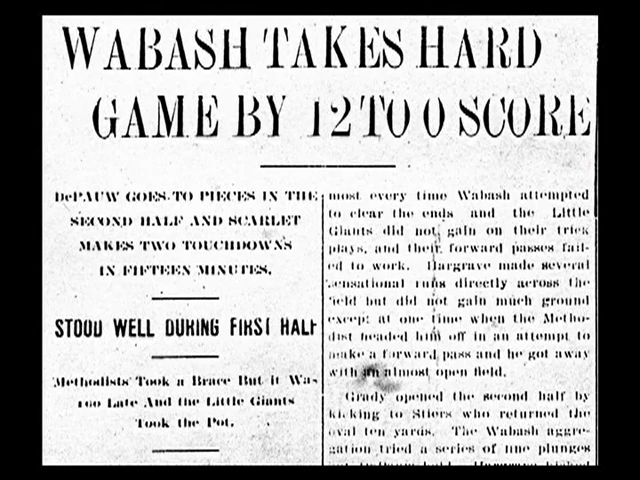 WABASH TAKES HARD
GAME BY 12 TO 0 SCORE
DEPAUW GOES TO PIECES IN THE
SECOND HALF AND SCARLET
MAKES TWO TOUCHDOWNS
IN FIFTEEN MINUTES.
STOOD WELL DURING FIRST HALF
Methodists Took a Brace But it Was
Too Late And the Little Giants
Took the Pot.
most every time Wabash attempted
to clear the ends and the Little
Giants did not gain on their trick
plays, and their forward passes fail-
ed to work. Hargrave made several
sensational runs directly across the
field but did not gain much ground
except at one time when the Metho-
dist headed him off in an attempt to
make a forward pass and he got away
with an almost open field.
Grady opened the second half by
kicking to Stiers who returned the
oval ten yards. The Wabash aggre-
gation tried a series of line plunges